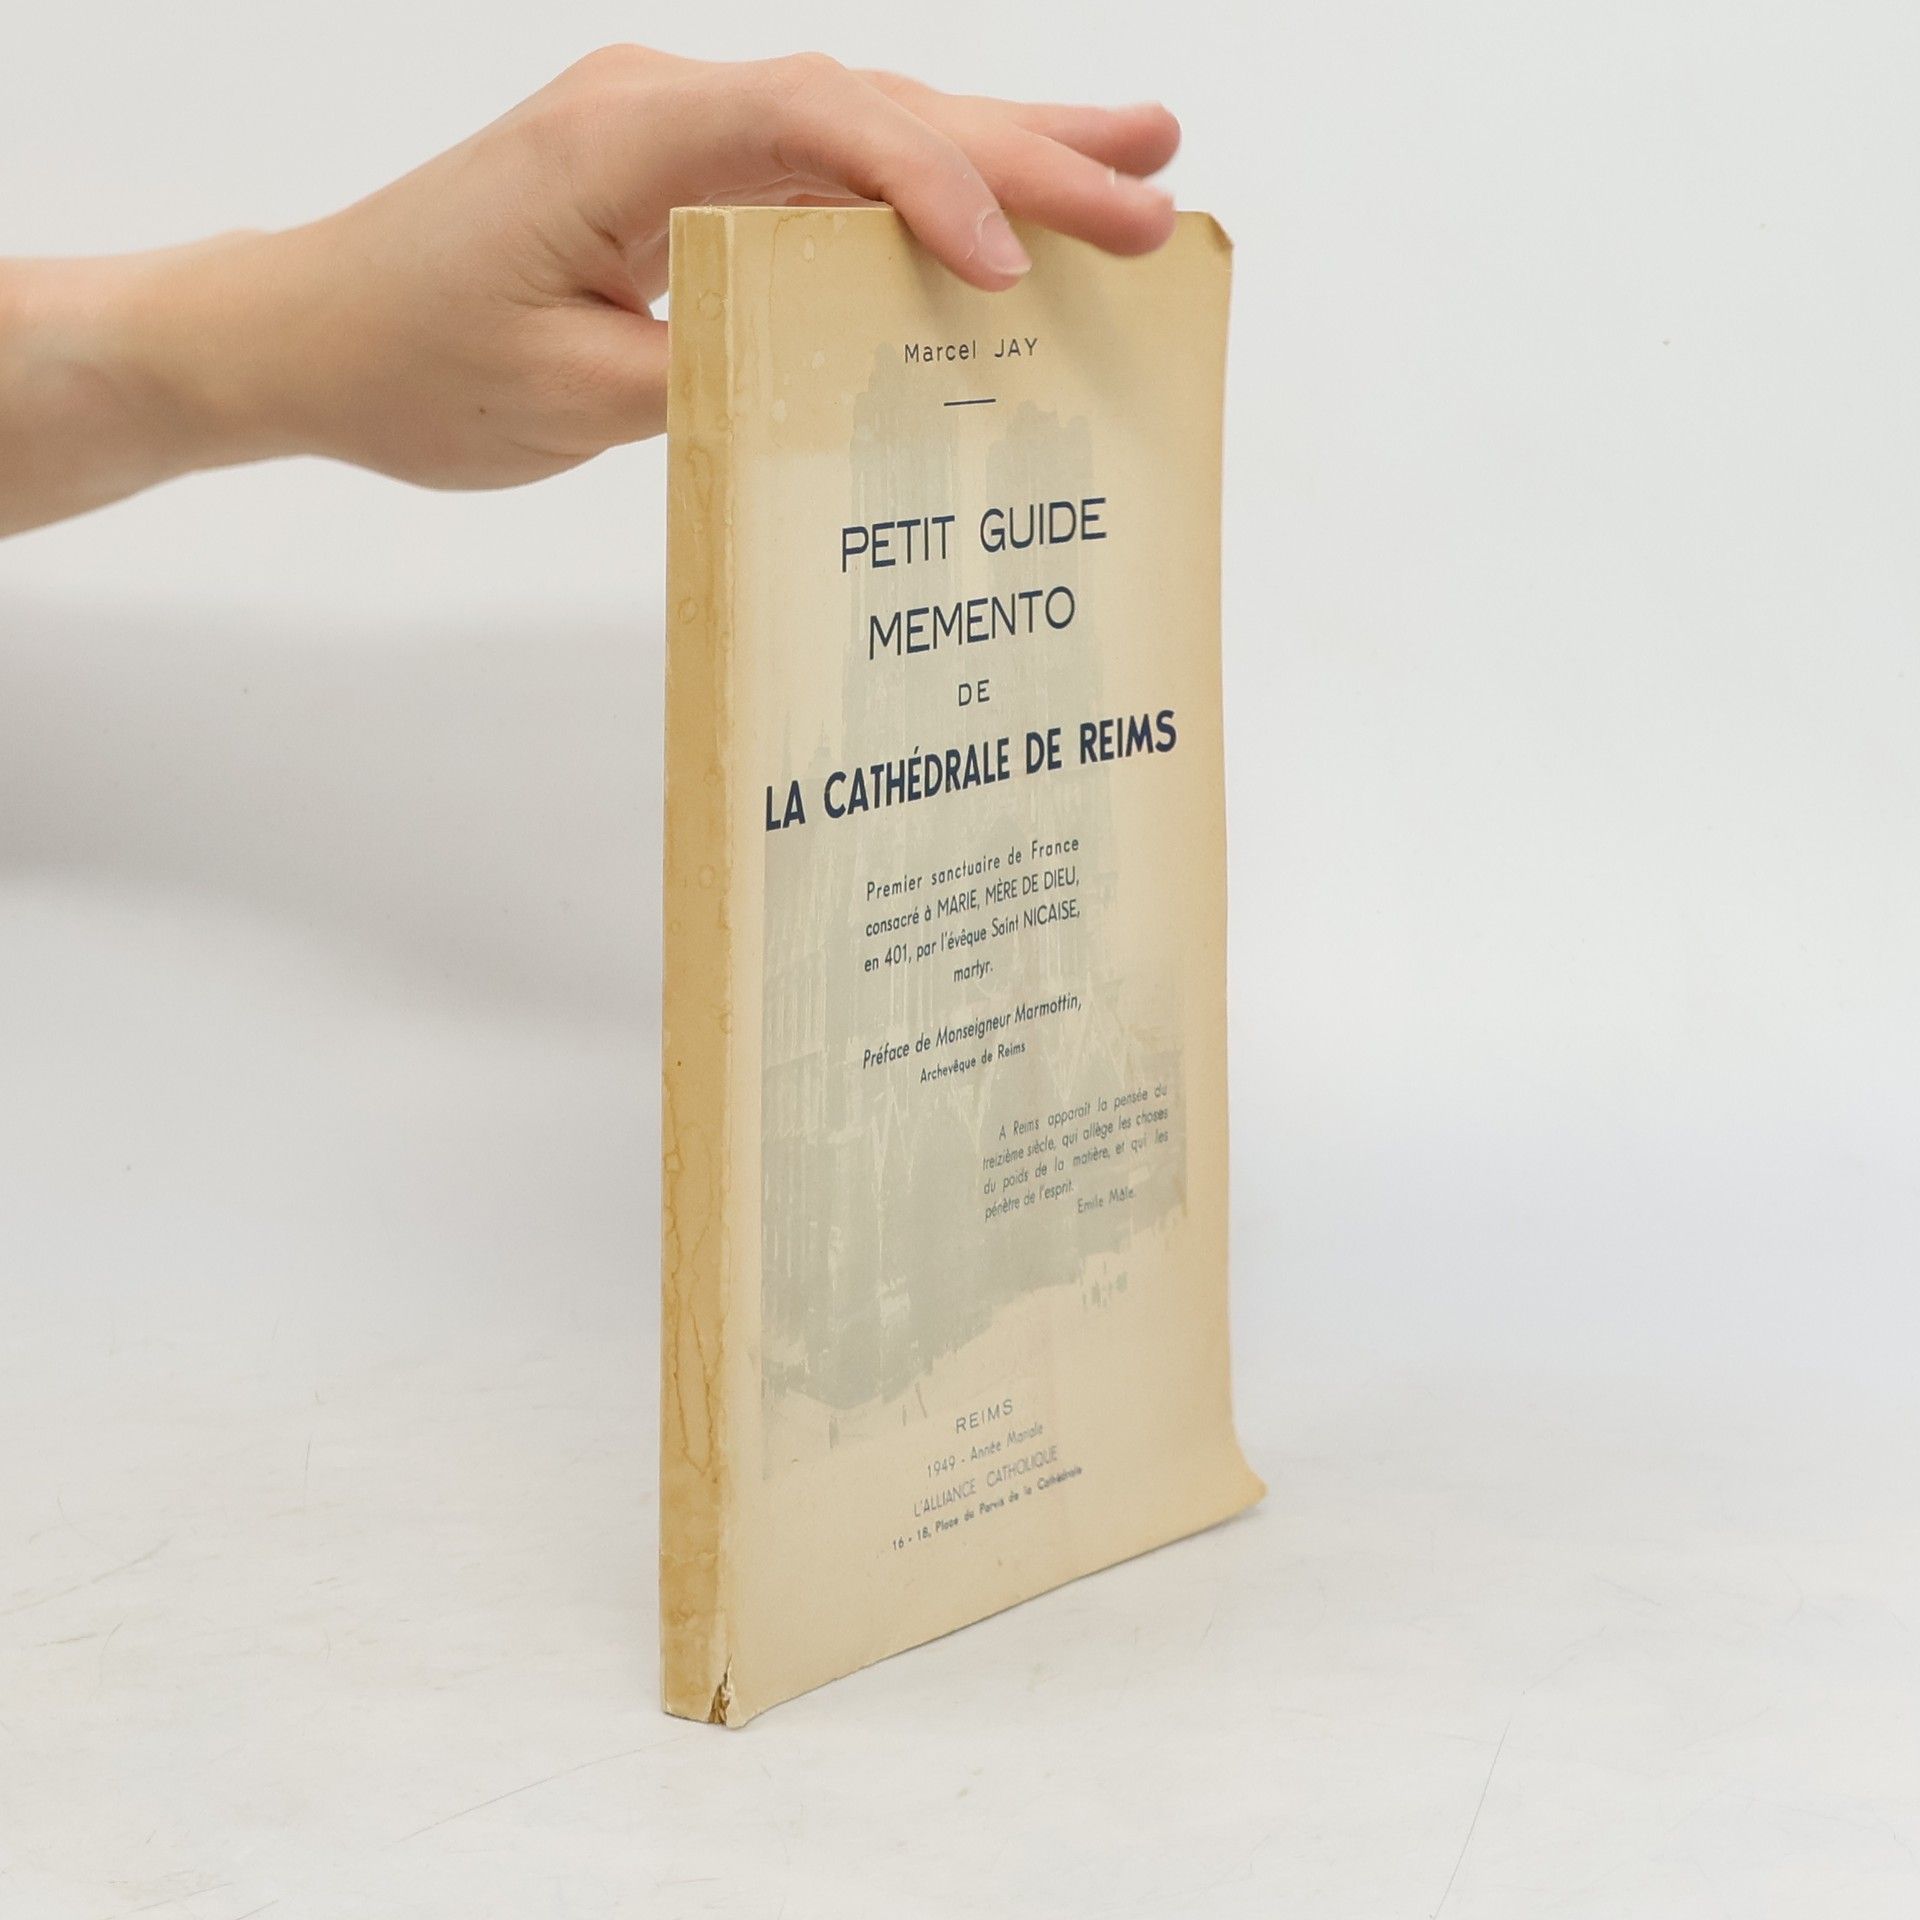 Marcel JAY
PETIT GUIDE
MEMENTO
DE
LA CATHÉDRALE DE REIMS
Premier sanctuaire de France
consacré à MARIE, MÈRE DE DIEU,
en 401, par l'évêque Saint NICAISE,
martyr.
Préface de Monseigneur Marmottin,
Archevêque de Reims
A Reims apparaît la pensée du
treizième siècle, qui allège les choses
du poids de la matière, et qui les
pénètre de l'esprit.
Emile Mâle.
REIMS
1949 - Année Mariale
L'ALLIANCE CATHOLIQUE
16 - 18, Place du Parvis de la Cathédrale